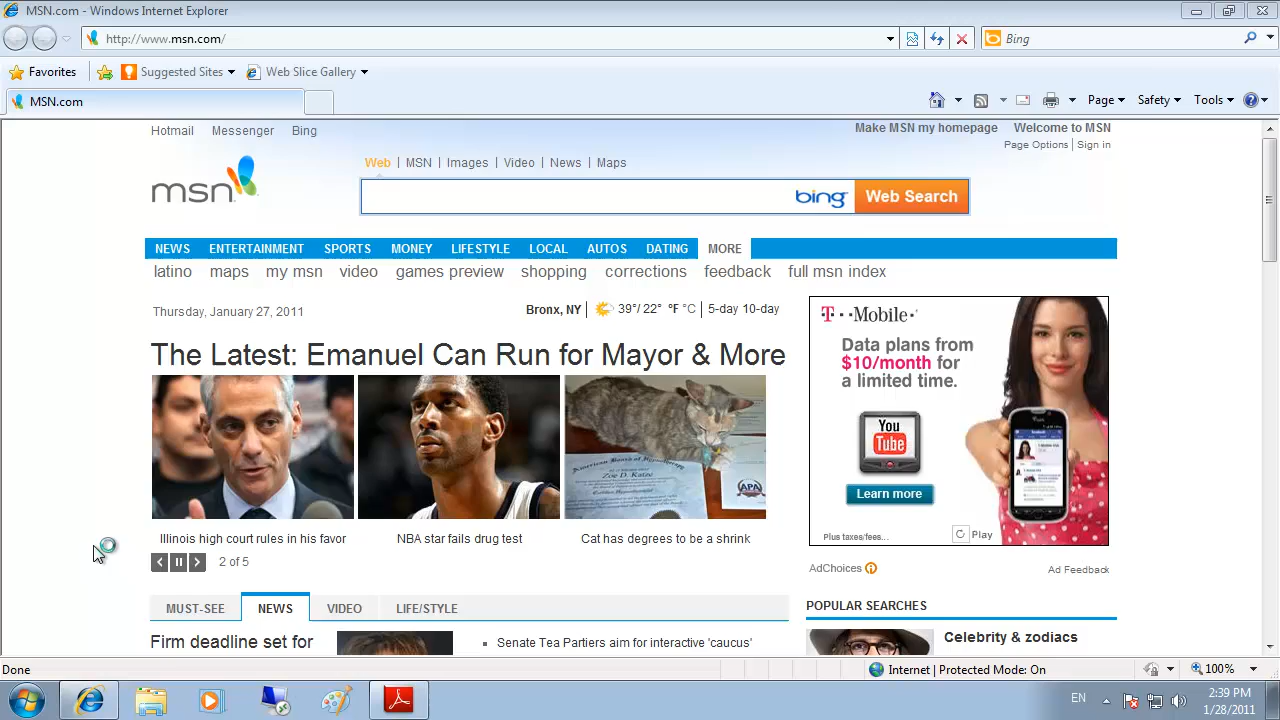 MSN.com - Windows Internet Explorer
http://www.msn.com/
Bing
Favorites Suggested Sites Web Slice Gallery
MSN.com
Page Safety Tools
Hotmail Messenger Bing
Make MSN my homepage Welcome to MSN
Page Options Sign in
Web MSN Images Video News Maps
msn
bing Web Search
NEWS ENTERTAINMENT SPORTS MONEY LIFESTYLE LOCAL AUTOS DATING MORE
latino maps my msn video games preview shopping corrections feedback full msn index
Thursday, January 27, 2011
Bronx, NY 39°/ 22° °F °C 5-day 10-day
The Latest: Emanuel Can Run for Mayor & More
American Board of Hypnotherapy
APA
Illinois high court rules in his favor
NBA star fails drug test
Cat has degrees to be a shrink
2 of 5
T··Mobile·
Data plans from
$10/month for
a limited time.
You
Tube
Learn more
Plus taxes/fees...
Play
AdChoices
Ad Feedback
MUST-SEE NEWS VIDEO LIFE/STYLE
Firm deadline set for
Senate Tea Partiers aim for interactive 'caucus'
POPULAR SEARCHES
Celebrity & zodiacs
Done
Internet | Protected Mode: On
100%
EN
2:39 PM
1/28/2011